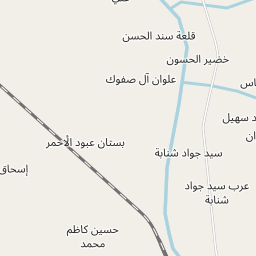 قلعة سند الحسن
خضير الحسون
علوان آل صفوك
د سهيل
بستان عبود الأحمر
سيد جواد شنابة
إسحاق
عرب سيد جواد
شنابة
حسين كاظم
محمد